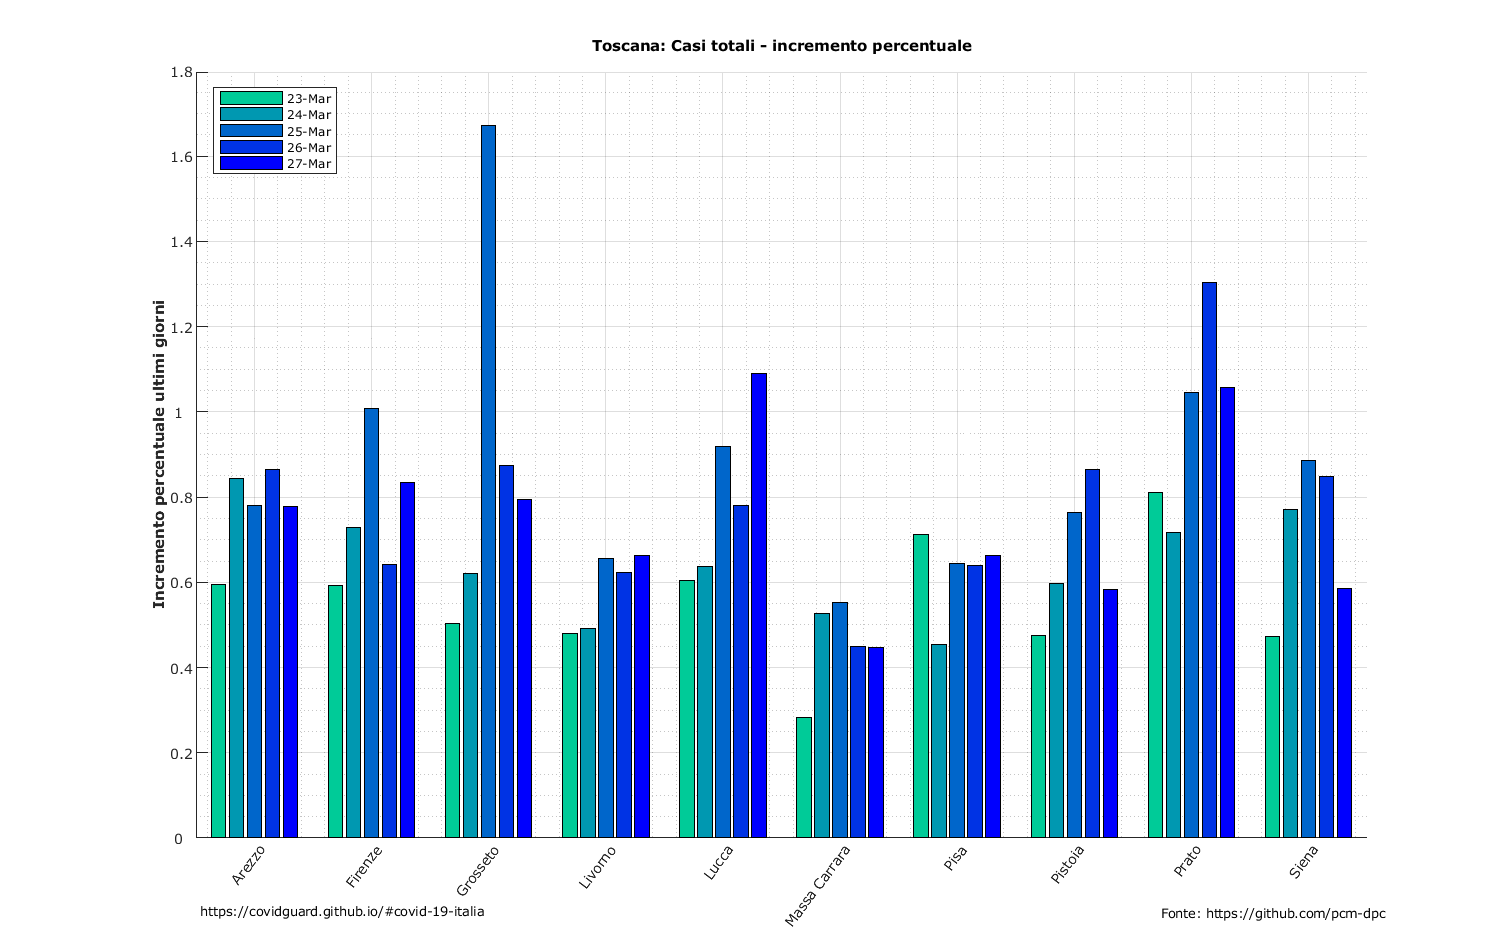 Toscana: Casi totali - incremento percentuale
Incremento percentuale ultimi giorni
1.8
1.6
1.4
1.2
1
0.8
0.6
0.4
0.2
0
23-Mar
24-Mar
25-Mar
26-Mar
27-Mar
Arezzo
Firenze
Grosseto
Livorno
Lucca
Massa Carrara
Pisa
Pistoia
Prato
Siena
https://covidguard.github.io/#covid-19-italia
Fonte: https://github.com/pcm-dpc